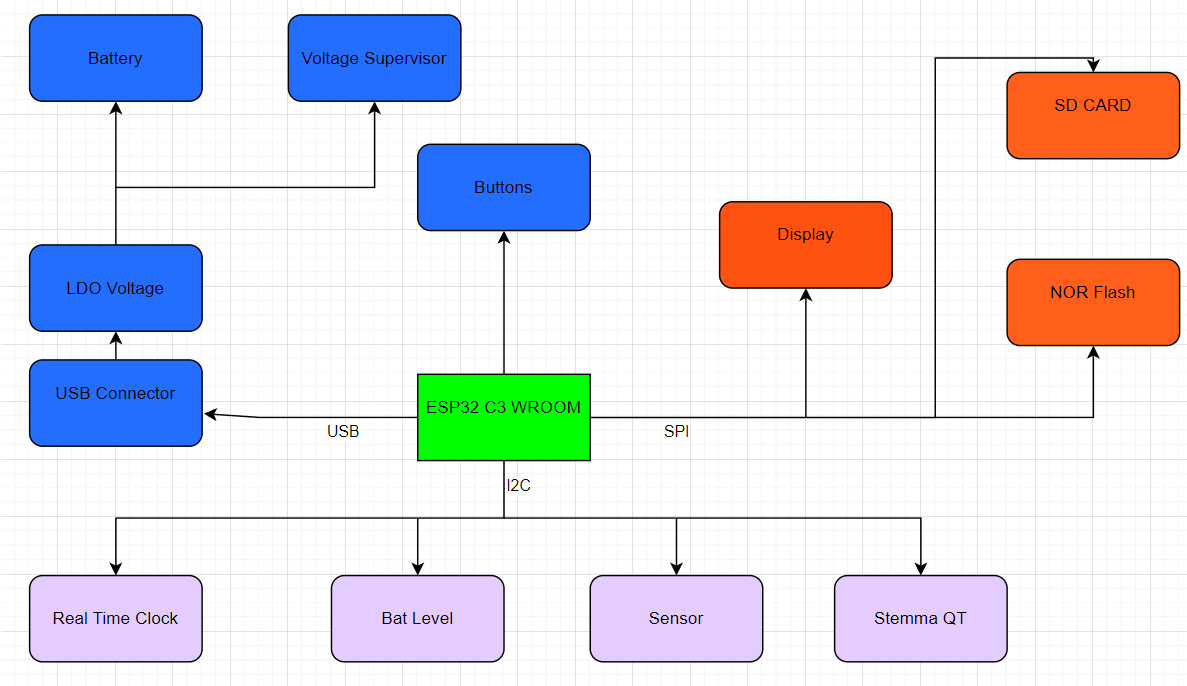 Battery
Voltage Supervisor
SD CARD
Buttons
Display
LDO Voltage
NOR Flash
USB Connector
ESP32 C3 WROOM
USB
SPI
I2C
Real Time Clock
Bat Level
Sensor
Stemma QT